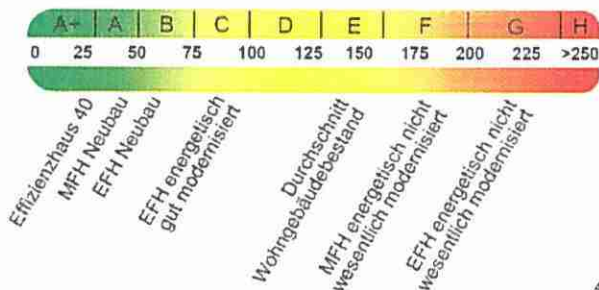 A+ A B C D E F G H
0 25 50 75 100 125 150 175 200 225 >250
Effizienzhaus 40
MFH Neubau
EFH Neubau
EFH energetisch
gut modernisiert
Durchschnitt
Wohngebäudebestand
MFH energetisch nicht
wesentlich modernisiert
EFH energetisch nicht
wesentlich modernisiert